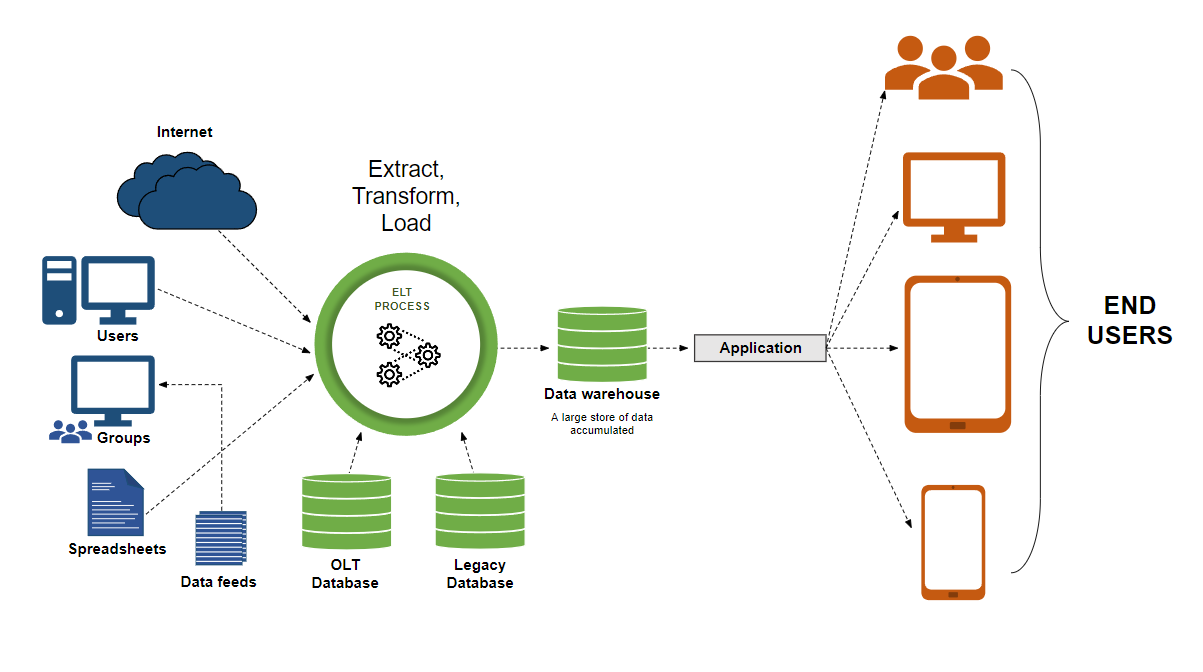 Internet
Extract,
Transform,
Load
ELT
PROCESS
Users
Groups
Spreadsheets
Data feeds
OLT
Database
Legacy
Database
Data warehouse
A large store of data
accumulated
Application
END
USERS